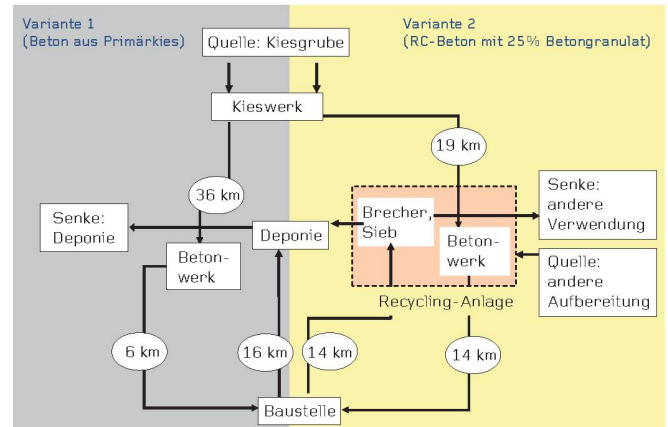 Variante 1
(Beton aus Primärkies)
Variante 2
(RC-Beton mit 25% Betongranulat)
Quelle: Kiesgrube
Kieswerk
19 km
36 km
Senke:
Deponie
Deponie
Brecher,
Sieb
Senke:
andere
Verwendung
Beton-
werk
Beton-
werk
Quelle:
andere
Aufbereitung
Recycling-Anlage
6 km
16 km
14 km
14 km
Baustelle